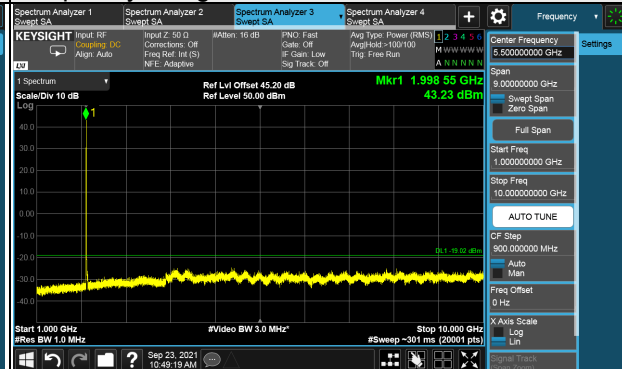 Spectrum Analyzer 1
Swept SA
Spectrum Analyzer 2
Swept SA
Spectrum Analyzer 3
Swept SA
Spectrum Analyzer 4
Swept SA
+
Frequency
KEYSIGHT
Input: RF
Coupling: DC
Align: Auto
Input Z: 50 Ω
Corrections: Off
Freq Ref: Int (S)
NFE: Adaptive
#Atten: 16 dB
PNO: Fast
Gate: Off
IF Gain: Low
Sig Track: Off
Avg Type: Power (RMS)
Avg|Hold:>100/100
Trig: Free Run
1 2 3 4 5 6
M W W W W W
A N N N N N
LXI
Center Frequency
5.500000000 GHz
Settings
Span
9.00000000 GHz
Swept Span
Zero Span
Full Span
Start Freq
1.000000000 GHz
Stop Freq
10.000000000 GHz
AUTO TUNE
CF Step
900.000000 MHz
Auto
Man
Freq Offset
0 Hz
X Axis Scale
Log
Lin
Signal Track
(Span Zoom)
1 Spectrum
Scale/Div 10 dB
Ref Lvl Offset 45.20 dB
Ref Level 50.00 dBm
Mkr1 1.998 55 GHz
43.23 dBm
Log
1
40.0
30.0
20.0
10.0
0.00
-10.0
-20.0
-30.0
-40.0
DL1 -19.02 dBm
Start 1.000 GHz
#Res BW 1.0 MHz
#Video BW 3.0 MHz*
Stop 10.000 GHz
#Sweep ~301 ms (20001 pts)
?
Sep 23, 2021
10:49:19 AM